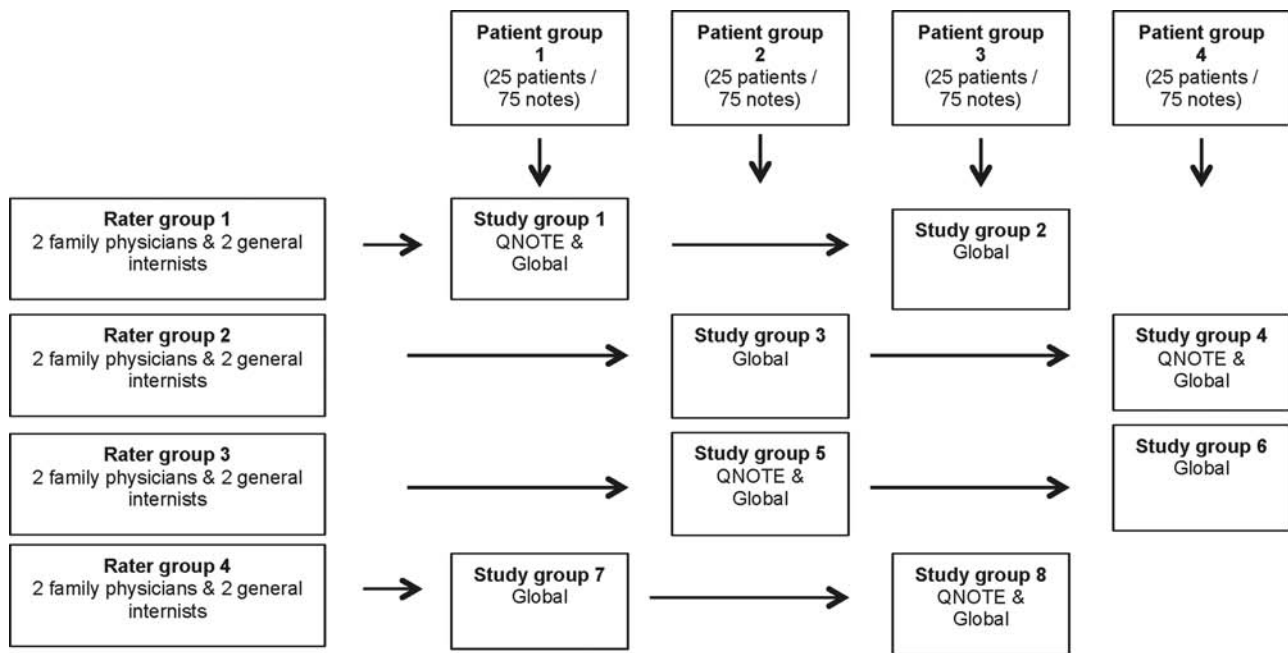 Patient group
1
(25 patients /
75 notes)
Patient group
2
(25 patients /
75 notes)
Patient group
3
(25 patients /
75 notes)
Patient group
4
(25 patients /
75 notes)
Rater group 1
2 family physicians & 2 general
internists
Study group 1
QNOTE &
Global
Study group 2
Global
Rater group 2
2 family physicians & 2 general
internists
Study group 3
Global
Study group 4
QNOTE &
Global
Rater group 3
2 family physicians & 2 general
internists
Study group 5
QNOTE &
Global
Study group 6
Global
Rater group 4
2 family physicians & 2 general
internists
Study group 7
Global
Study group 8
QNOTE &
Global